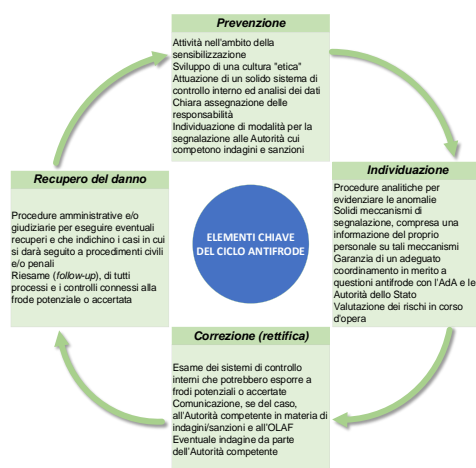 Prevenzione
Attività nell'ambito della
sensibilizzazione
Sviluppo di una cultura "etica"
Attuazione di un solido sistema di
controllo interno ed analisi dei dati
Chiara assegnazione delle
responsabilità
Individuazione di modalità per la
segnalazione alle Autorità cui
competono indagini e sanzioni
Individuazione
Procedure analitiche per
evidenziare le anomalie
Solidi meccanismi di
segnalazione, compresa una
informazione del proprio
personale su tali meccanismi
Garanzia di un adeguato
coordinamento in merito a
questioni antifrode con l'AdA e le
Autorità dello Stato
Valutazione dei rischi in corso
d'opera
Correzione (rettifica)
Esame dei sistemi di controllo
interni che potrebbero esporre a
frodi potenziali o accertate
Comunicazione, se del caso,
all'Autorità competente in materia di
indagini/sanzioni e all'OLAF
Eventuale indagine da parte
dell'Autorità competente
Recupero del danno
Procedure amministrative e/o
giudiziarie per eseguire eventuali
recuperi e che indichino i casi in cui
si darà seguito a procedimenti civili
e/o penali
Riesame (follow-up), di tutti
processi e i controlli connessi alla
frode potenziale o accertata
ELEMENTI CHIAVE
DEL CICLO ANTIFRODE